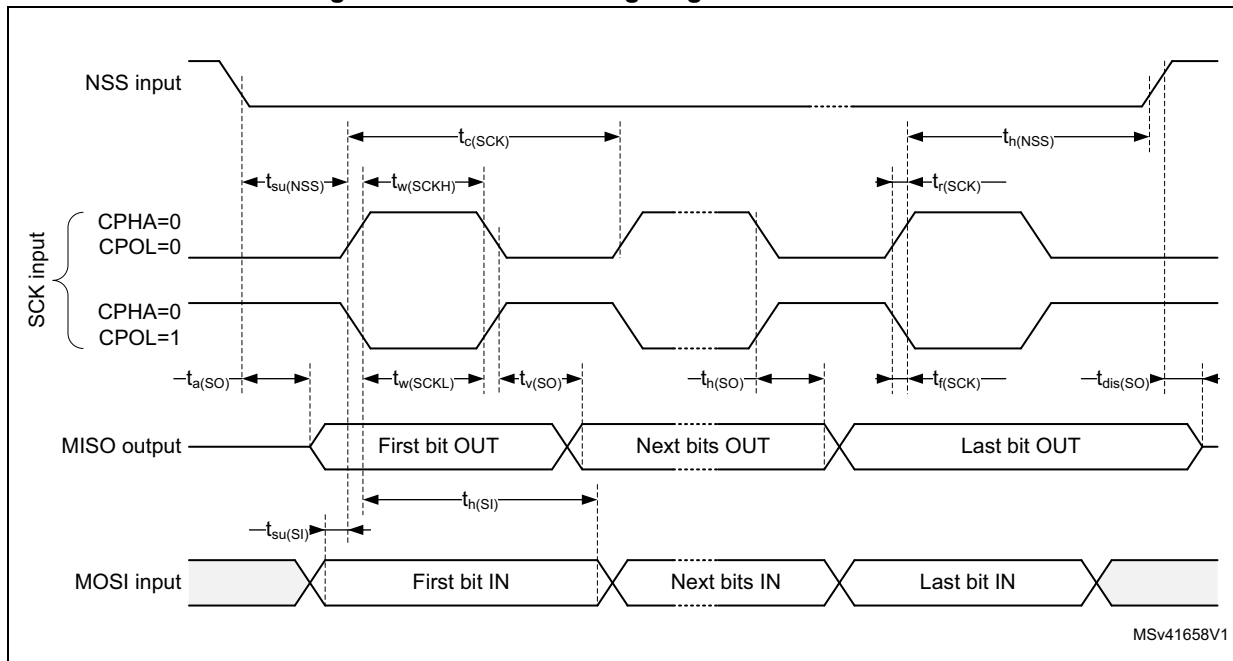 NSS input
tc(SCK)
th(NSS)
tsu(NSS)
tw(SCKH)
tr(SCK)
SCK input
CPHA=0
CPOL=0
CPHA=0
CPOL=1
ta(SO)
tw(SCKL)
tv(SO)
th(SO)
tf(SCK)
tdis(SO)
MISO output
First bit OUT
Next bits OUT
Last bit OUT
th(SI)
tsu(SI)
MOSI input
First bit IN
Next bits IN
Last bit IN
MSv41658V1